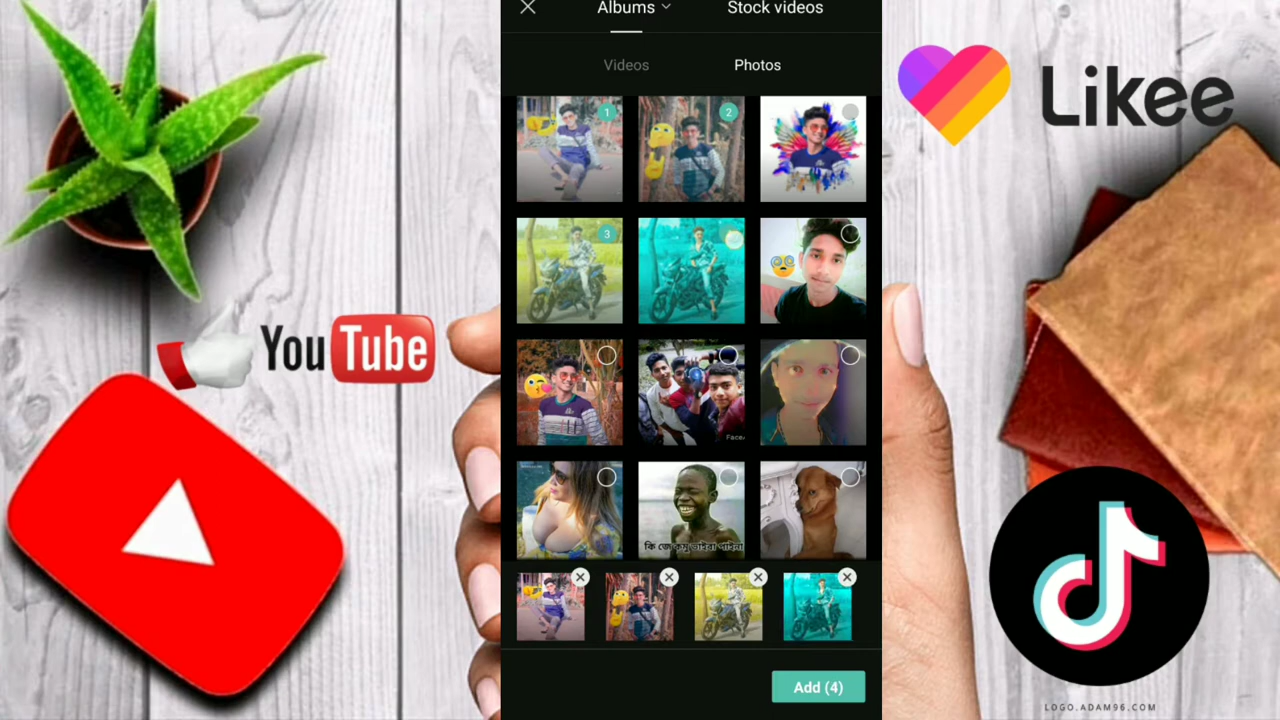 Albums
Stock videos
Videos
Photos
1
2
3
Likee
YouTube
কি
Add (4)
LOGO.ADAM96.COM